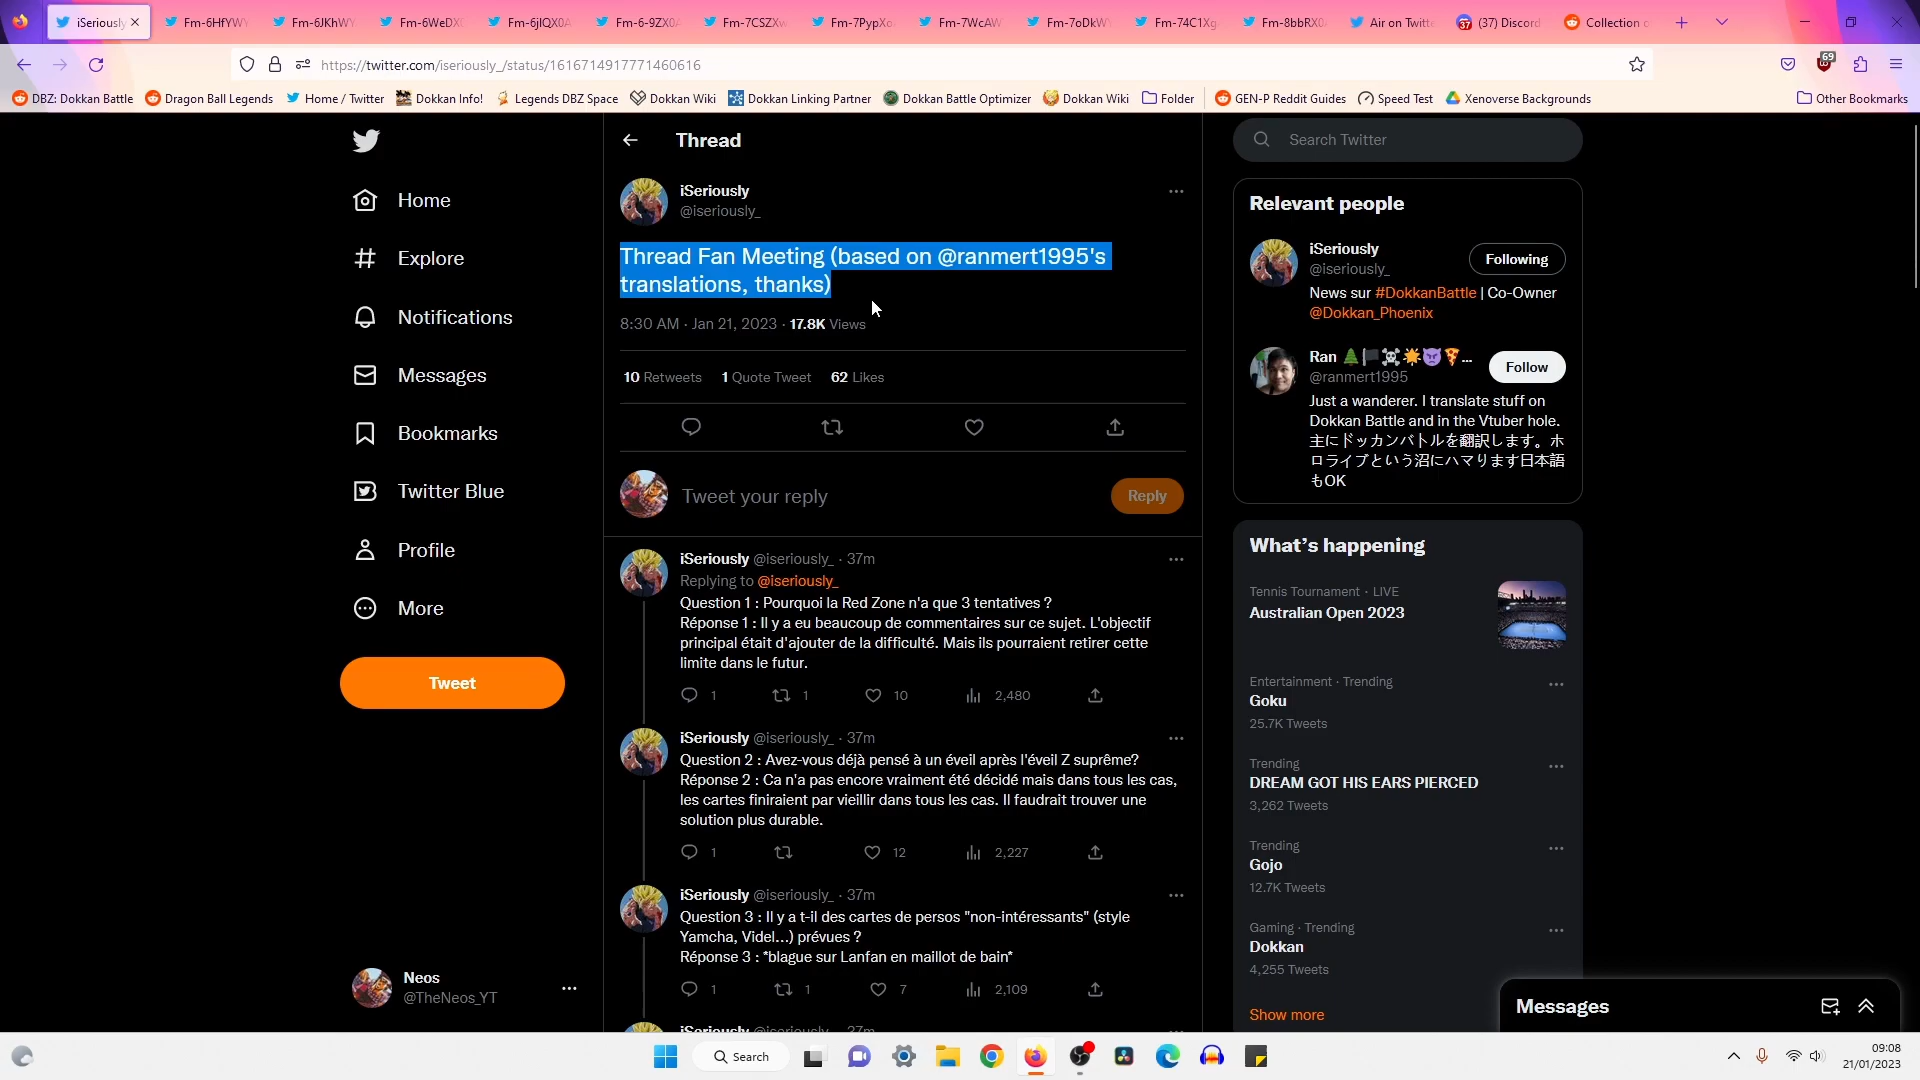 iSeriously
Fm-6HfYW
Fm-6JKhWY
Fm-6WeDX
Fm-6jIQX0A
Fm-6-9ZX0
Fm-7CSZXw
Fm-7PypXo
Fm-7WcAW
Fm-7oDkW
Fm-74C1Xg
Fm-8bbRX0
Air on Twitt
(37) Discord
Collection o
https://twitter.com/iseriously_/status/1616714917771460616
69
DBZ: Dokkan Battle
Dragon Ball Legends
Home / Twitter
Dokkan Info!
Legends DBZ Space
Dokkan Wiki
Dokkan Linking Partner
Dokkan Battle Optimizer
Dokkan Wiki
Folder
GEN-P Reddit Guides
Speed Test
Xenoverse Backgrounds
Other Bookmarks
Home
Explore
Notifications
Messages
Bookmarks
Twitter Blue
Profile
More
Tweet
Neos
@TheNeos_YT
Thread
iSeriously
@iseriously_
Thread Fan Meeting (based on @ranmert1995's
translations, thanks)
8:30 AM · Jan 21, 2023 · 17.8K Views
10 Retweets 1 Quote Tweet 62 Likes
Tweet your reply
Reply
iSeriously @iseriously_ · 37m
Replying to @iseriously_
Question 1 : Pourquoi la Red Zone n'a que 3 tentatives ?
Réponse 1 : Il y a eu beaucoup de commentaires sur ce sujet. L'objectif
principal était d'ajouter de la difficulté. Mais ils pourraient retirer cette
limite dans le futur.
1 1 10 2,480
iSeriously @iseriously_ · 37m
Question 2 : Avez-vous déjà pensé à un éveil après l'éveil Z suprême?
Réponse 2 : Ca n'a pas encore vraiment été décidé mais dans tous les cas,
les cartes finiraient par vieillir dans tous les cas. Il faudrait trouver une
solution plus durable.
1 12 2,227
iSeriously @iseriously_ · 37m
Question 3 : Il y a t-il des cartes de persos "non-intéressants" (style
Yamcha, Videl...) prévues ?
Réponse 3 : *blague sur Lanfan en maillot de bain*
1 1 7 2,109
iSeriously @iseriously_ · 37m
Search Twitter
Relevant people
iSeriously
@iseriously_
Following
News sur #DokkanBattle | Co-Owner
@Dokkan_Phoenix
Ran 🌲🏴☠️🌟😈🍕...
@ranmert1995
Follow
Just a wanderer. I translate stuff on
Dokkan Battle and in the Vtuber hole.
主にドッカンバトルを翻訳します。ホ
ロライブという沼にハマります日本語
もOK
What's happening
Tennis Tournament · LIVE
Australian Open 2023
Entertainment · Trending
Goku
25.7K Tweets
Trending
DREAM GOT HIS EARS PIERCED
3,262 Tweets
Trending
Gojo
12.7K Tweets
Gaming · Trending
Dokkan
4,255 Tweets
Show more
Messages
Search
09:08
21/01/2023